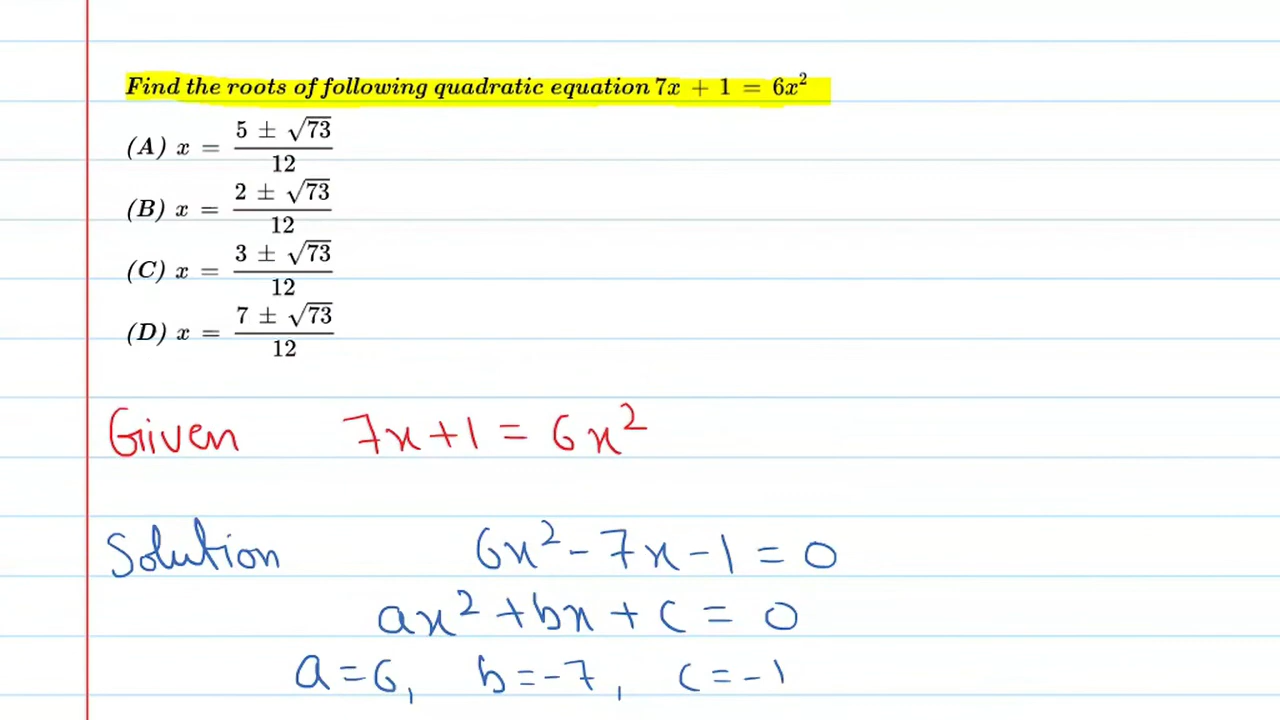 Find the roots of following quadratic equation 7x + 1 = 6x²
(A) x = (5 ± √73)/12
(B) x = (2 ± √73)/12
(C) x = (3 ± √73)/12
(D) x = (7 ± √73)/12
Given 7x+1 = 6x²
Solution 6x² - 7x - 1 = 0
ax² + bx + c = 0
a = 6, b = -7, c = -1